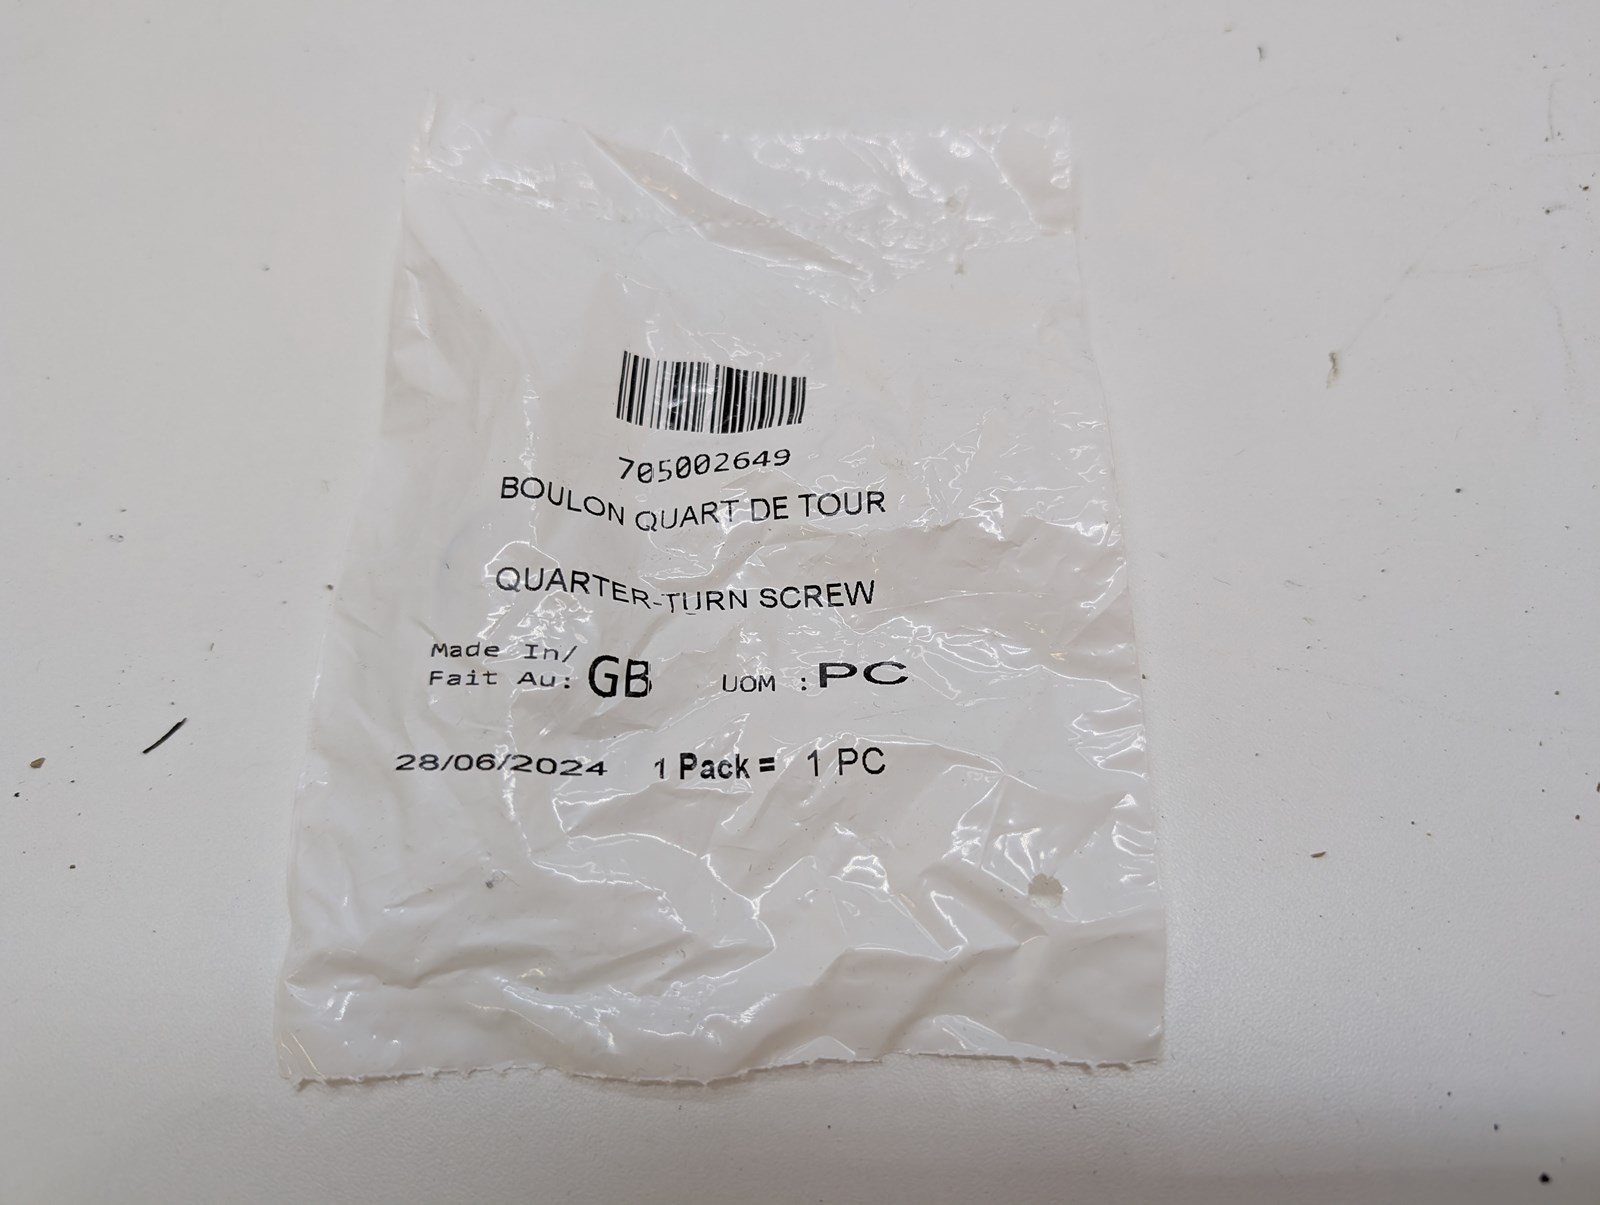 705002649
BOULON QUART DE TOUR
QUARTER-TURN SCREW
Made In/
Fait Au: GB UOM : PC
28/06/2024 1 Pack = 1 PC